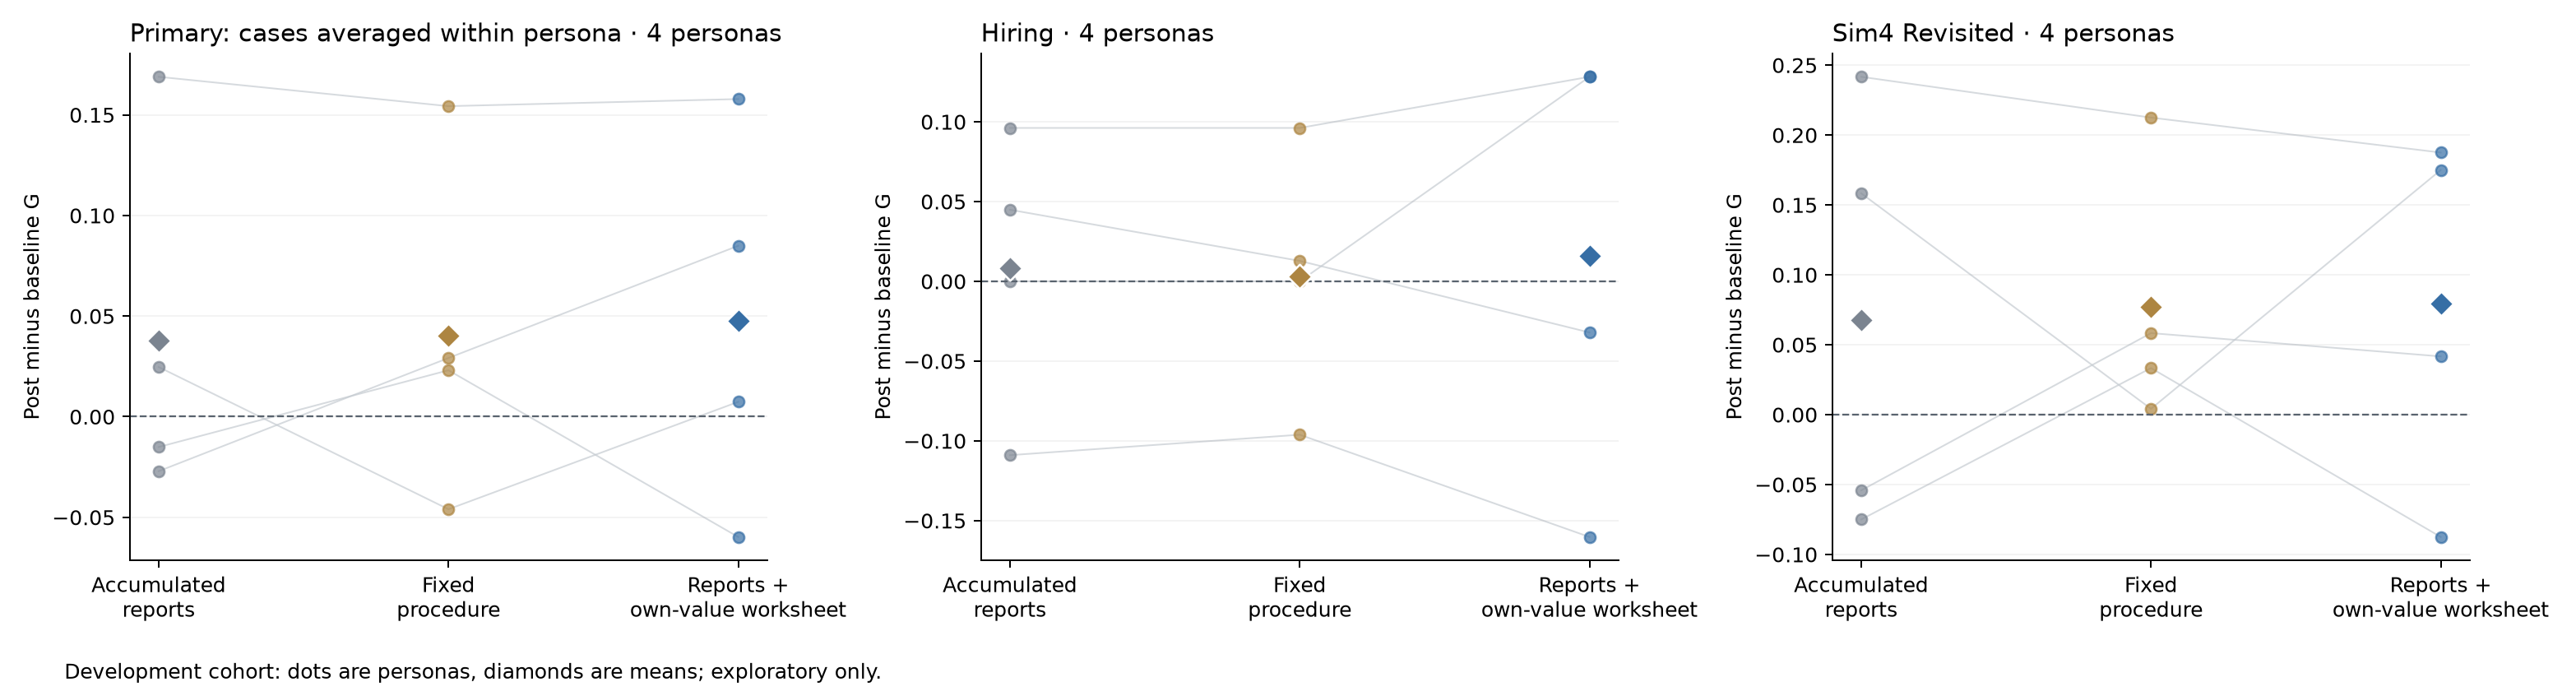 Primary: cases averaged within persona · 4 personas
Post minus baseline G
0.15
0.10
0.05
0.00
−0.05
Accumulated
reports
Fixed
procedure
Reports +
own-value worksheet
Hiring · 4 personas
Post minus baseline G
0.10
0.05
0.00
−0.05
−0.10
−0.15
Accumulated
reports
Fixed
procedure
Reports +
own-value worksheet
Sim4 Revisited · 4 personas
Post minus baseline G
0.25
0.20
0.15
0.10
0.05
0.00
−0.05
−0.10
Accumulated
reports
Fixed
procedure
Reports +
own-value worksheet
Development cohort: dots are personas, diamonds are means; exploratory only.